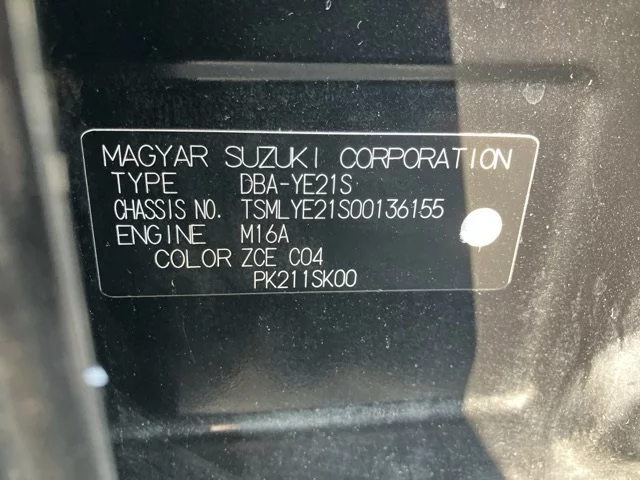 MAGYAR SUZUKI CORPORATION
TYPE DBA-YE21S
CHASSIS NO. TSMLYE21S00136155
ENGINE M16A
COLOR ZCE C04
PK211SK00